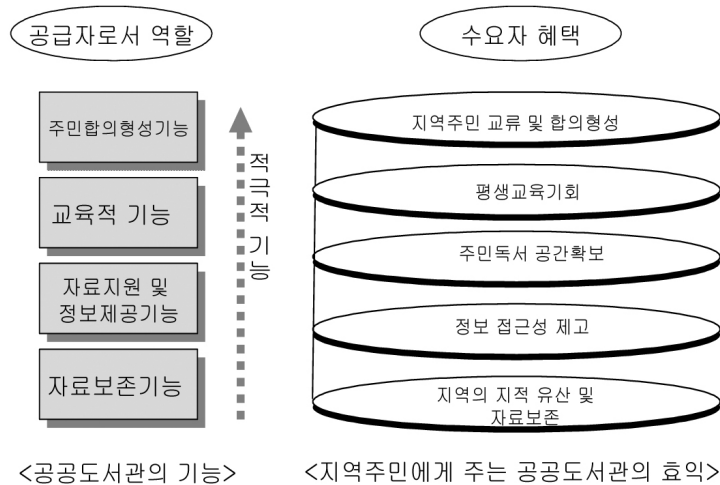 공급자로서 역할
주민합의형성기능
교육적 기능
자료지원 및
정보제공기능
자료보존기능
적극적 기능
<공공도서관의 기능>
수요자 혜택
지역주민 교류 및 합의형성
평생교육기회
주민독서 공간확보
정보 접근성 제고
지역의 지적 유산 및
자료보존
<지역주민에게 주는 공공도서관의 효익>